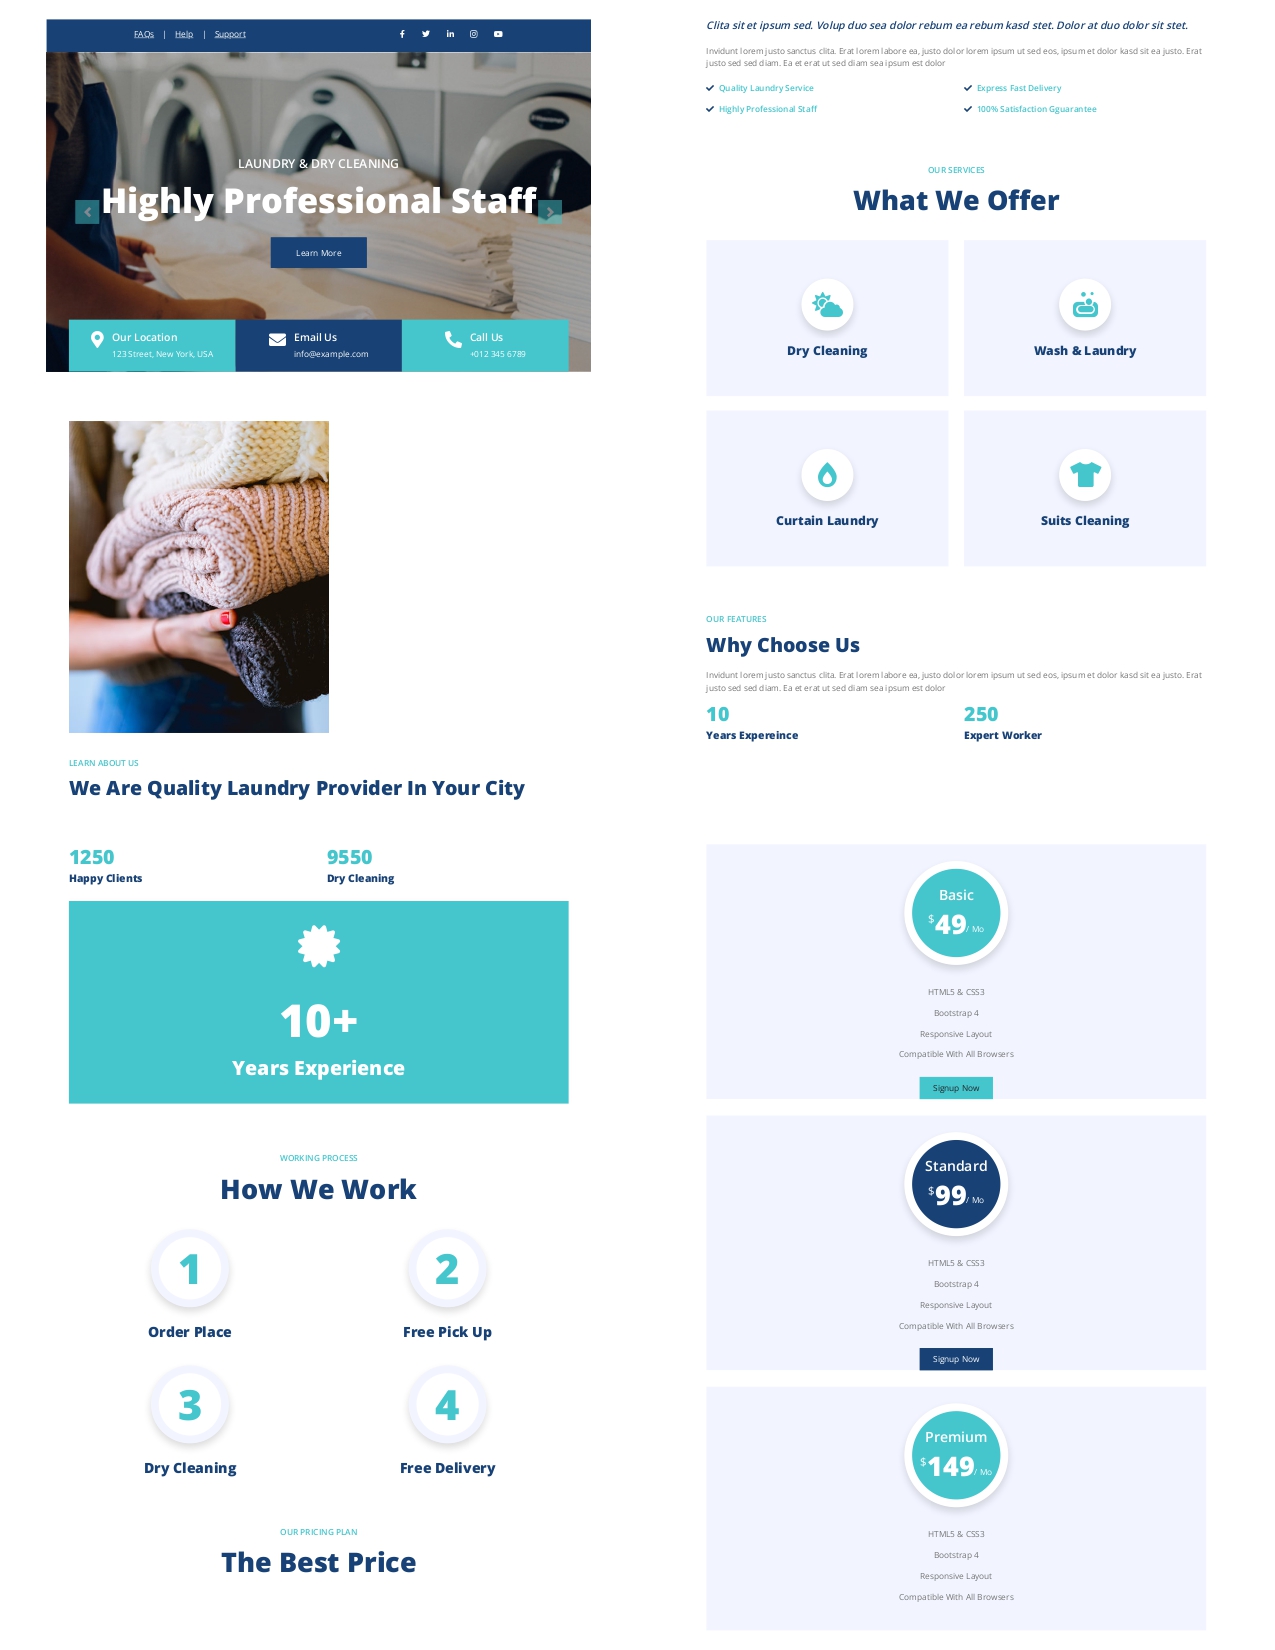 FAQs | Help | Support
LAUNDRY & DRY CLEANING
Highly Professional Staff
Learn More
Our Location
123 Street, New York, USA
Email Us
info@example.com
Call Us
+012 345 6789
LEARN ABOUT US
We Are Quality Laundry Provider In Your City
1250
Happy Clients
9550
Dry Cleaning
10+
Years Experience
WORKING PROCESS
How We Work
1
Order Place
2
Free Pick Up
3
Dry Cleaning
4
Free Delivery
OUR PRICING PLAN
The Best Price
Clita sit et ipsum sed. Volup duo sea dolor rebum ea rebum kasd stet. Dolor at duo dolor sit stet.
Invidunt lorem justo sanctus clita. Erat lorem labore ea, justo dolor lorem ipsum ut sed eos, ipsum et dolor kasd sit ea justo. Erat
justo sed sed diam. Ea et erat ut sed diam sea ipsum est dolor
Quality Laundry Service
Express Fast Delivery
Highly Professional Staff
100% Satisfaction Gguarantee
OUR SERVICES
What We Offer
Dry Cleaning
Wash & Laundry
Curtain Laundry
Suits Cleaning
OUR FEATURES
Why Choose Us
Invidunt lorem justo sanctus clita. Erat lorem labore ea, justo dolor lorem ipsum ut sed eos, ipsum et dolor kasd sit ea justo. Erat
justo sed sed diam. Ea et erat ut sed diam sea ipsum est dolor
10
Years Expereince
250
Expert Worker
Basic
$49/ Mo
HTML5 & CSS3
Bootstrap 4
Responsive Layout
Compatible With All Browsers
Signup Now
Standard
$99/ Mo
HTML5 & CSS3
Bootstrap 4
Responsive Layout
Compatible With All Browsers
Signup Now
Premium
$149/ Mo
HTML5 & CSS3
Bootstrap 4
Responsive Layout
Compatible With All Browsers